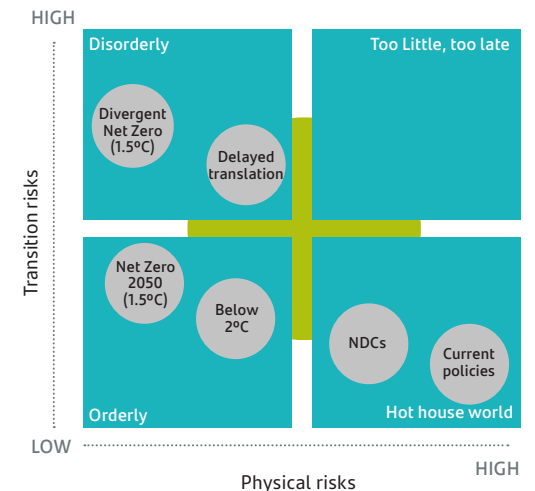 HIGH
Disorderly
Too Little, too late
Divergent
Net Zero
(1.5ºC)
Delayed
translation
Transition risks
Net Zero
2050
(1.5ºC)
Below
2ºC
NDCs
Current
policies
Orderly
Hot house world
LOW
HIGH
Physical risks